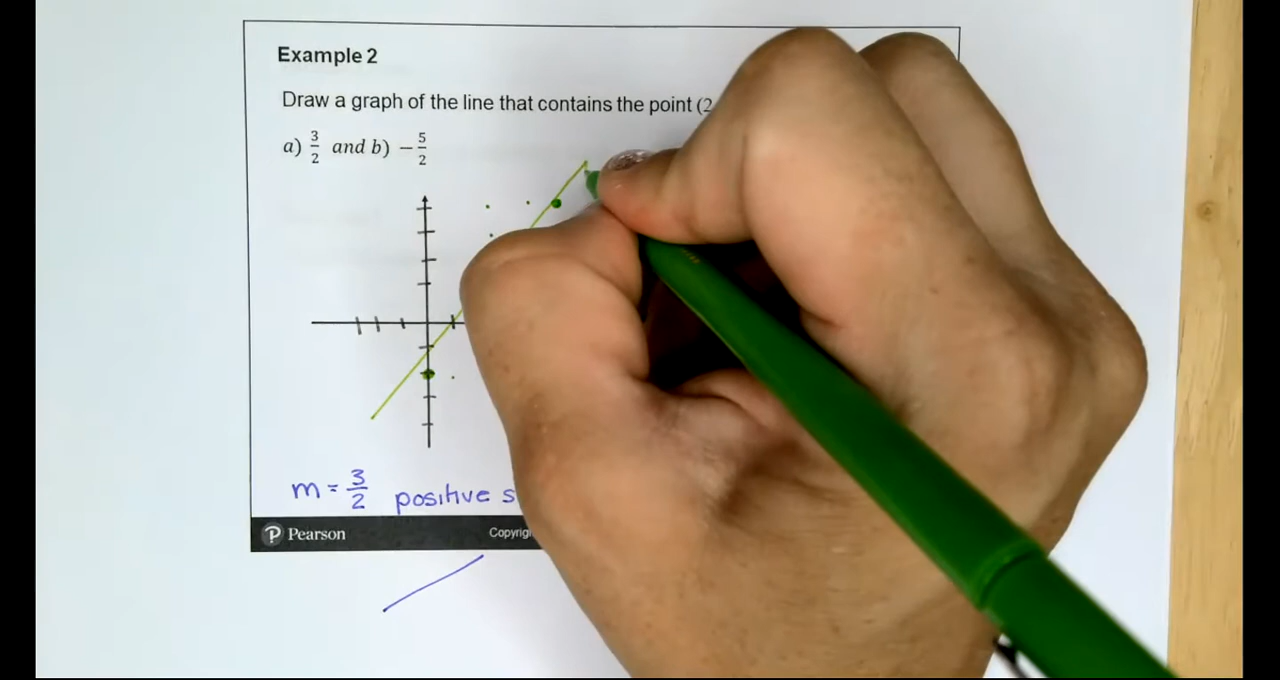 Example 2
Draw a graph of the line that contains the point (2
a) 3/2 and b) − 5/2
m = 3/2 positive s
Pearson Copyrig